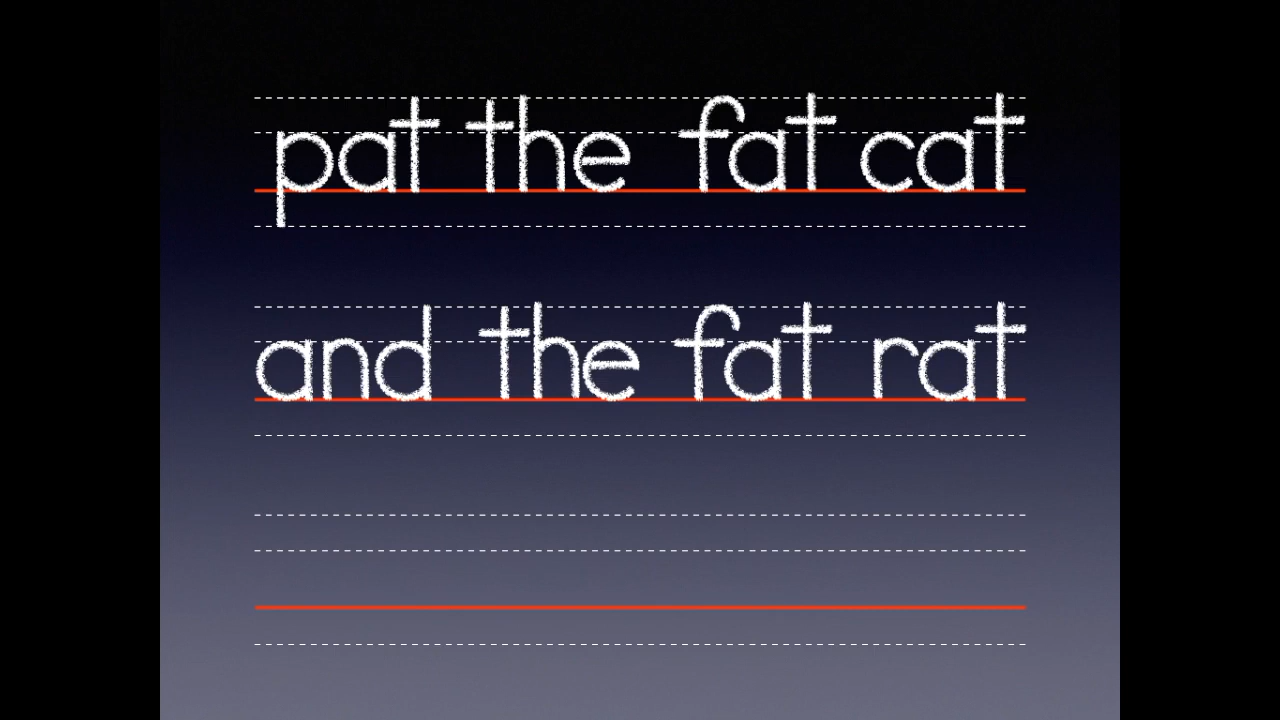 pat the fat cat
and the fat rat